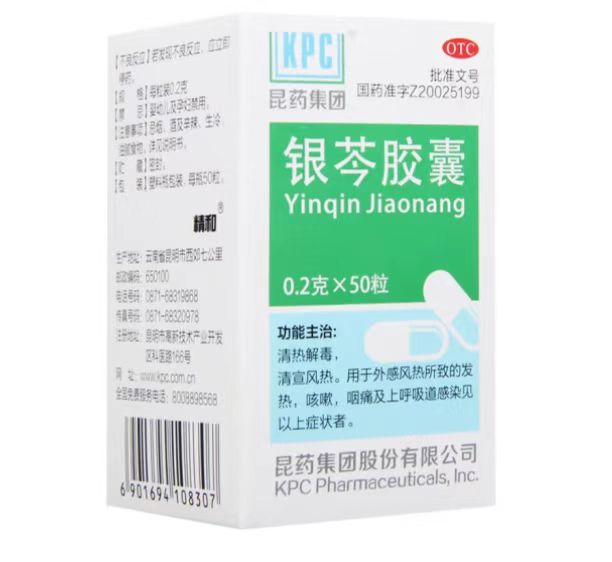 【不良反应】若发现不良反应，应立即
停药。
【规 格】每粒装0.2克
【禁 忌】婴幼儿及孕妇禁用。
【注意事项】忌烟、酒及辛辣、生冷、
油腻食物。详见说明书。
【贮 藏】密封。
【包 装】塑料瓶包装，每瓶50粒。
精和®
生产地址：云南省昆明市西郊七公里
邮政编码：650100
电话号码：0871-68319868
传真号码：0871-68320978
注册地址：昆明市高新技术产业开发
区科医路166号
网 址：www.kpc.com.cn
全国免费服务电话：8008898568
6 901694 108307
KPC
昆药集团
OTC
批准文号
国药准字Z20025199
银芩胶囊
Yinqin Jiaonang
0.2克×50粒
功能主治:
清热解毒，
清宣风热。用于外感风热所致的发
热，咳嗽，咽痛及上呼吸道感染见
以上症状者。
昆药集团股份有限公司
KPC Pharmaceuticals, Inc.